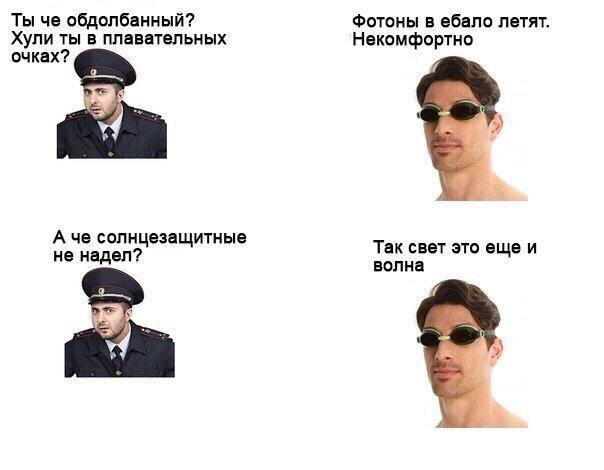 Ты че обдолбанный?
Хули ты в плавательных
очках?
Фотоны в ебало летят.
Некомфортно
А че солнцезащитные
не надел?
Так свет это еще и
волна